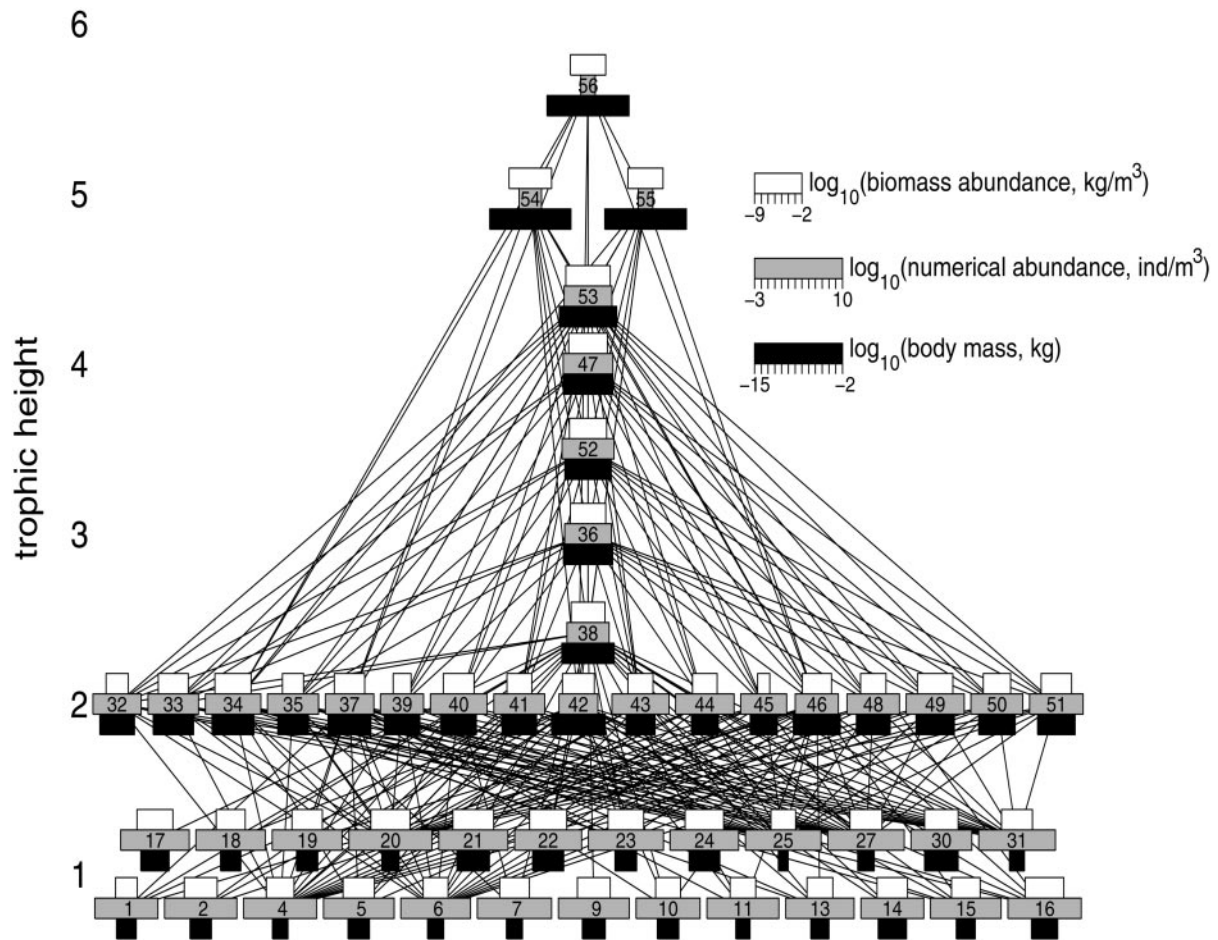 6
56
5
54 55
log10(biomass abundance, kg/m3)
-9 -2
53
log10(numerical abundance, ind/m3)
-3 10
4
47
log10(body mass, kg)
-15 -2
trophic height
52
3
36
38
2
32 33 34 35 37 39 40 41 42 43 44 45 46 48 49 50 51
17 18 19 20 21 22 23 24 25 27 30 31
1
1 2 4 5 6 7 9 10 11 13 14 15 16